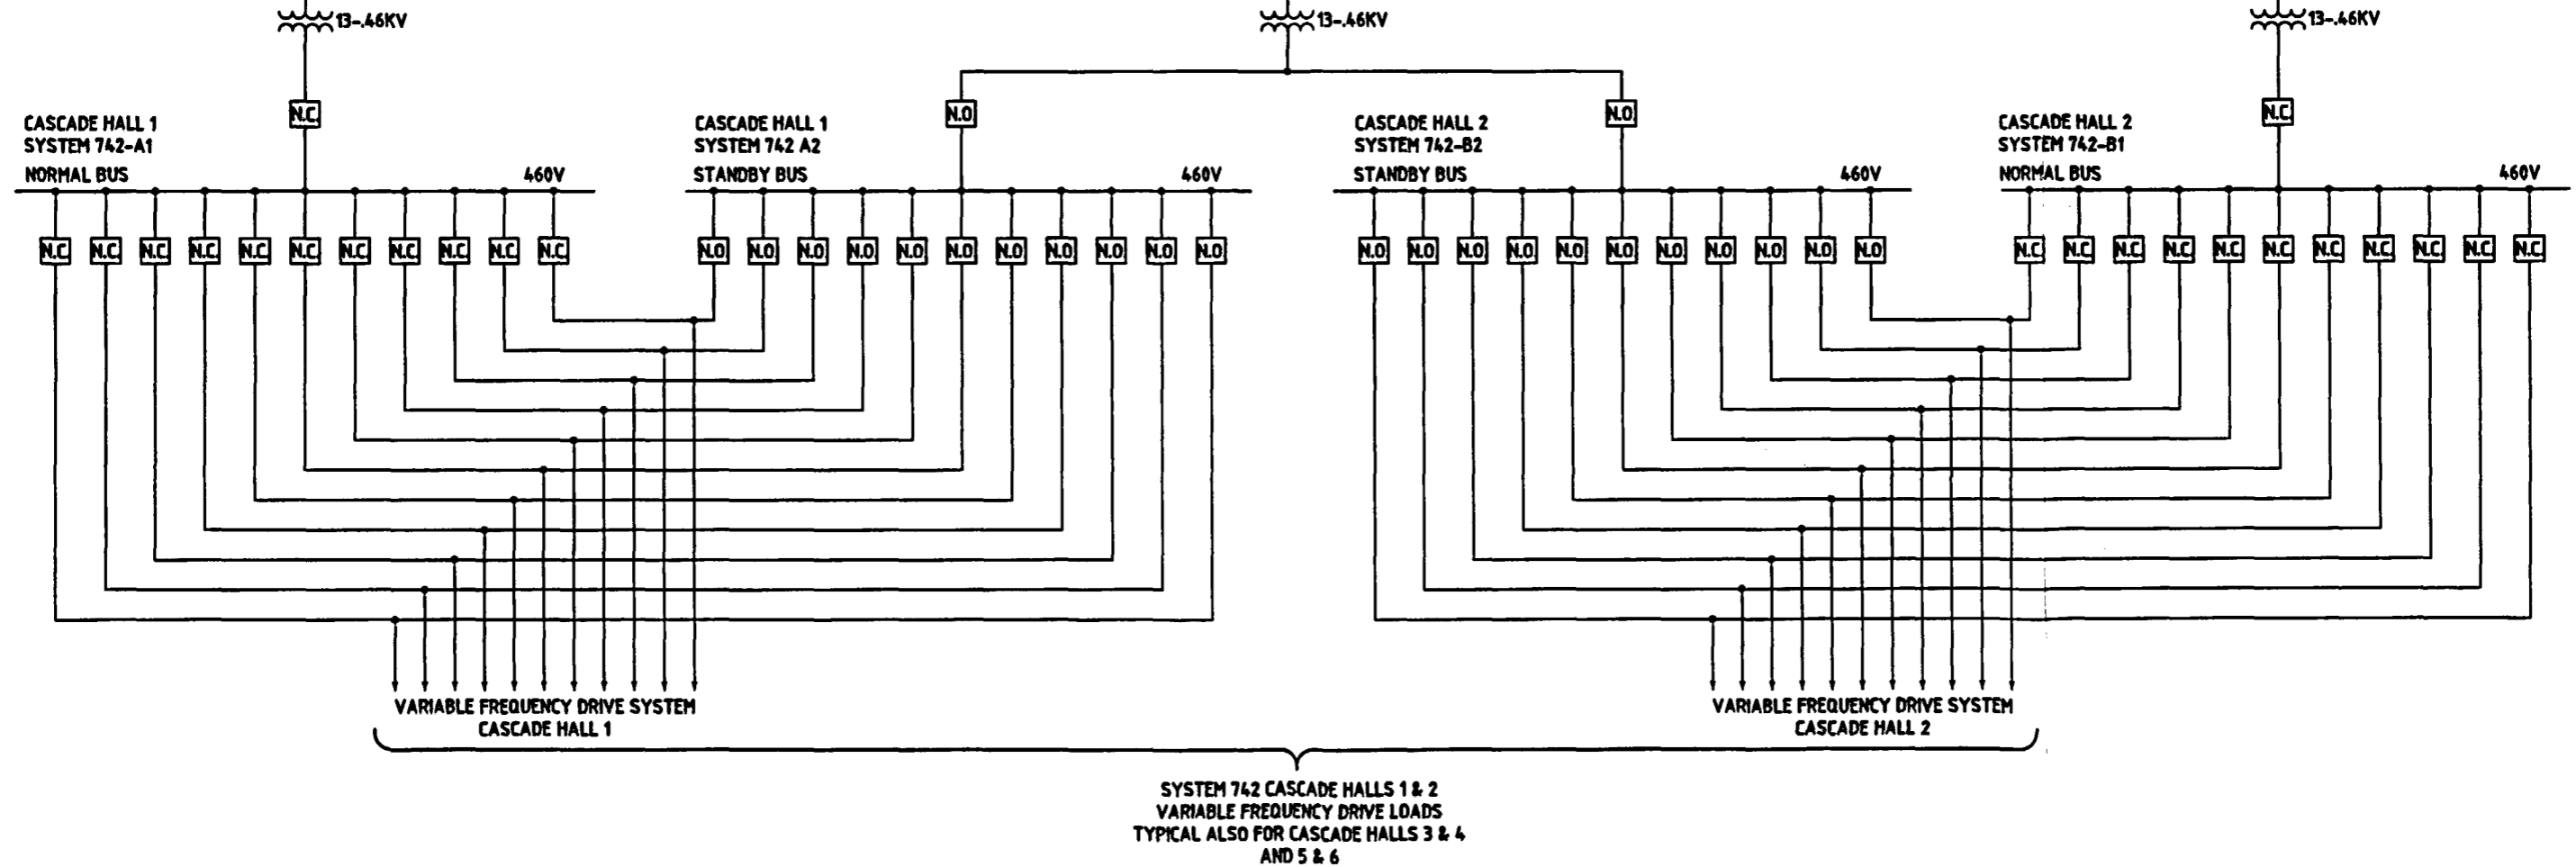 13-.46KV
13-.46KV
13-.46KV
N.C.
N.O
N.O
N.C.
CASCADE HALL 1
SYSTEM 742-A1
NORMAL BUS
460V
CASCADE HALL 1
SYSTEM 742 A2
STANDBY BUS
460V
CASCADE HALL 2
SYSTEM 742-B2
STANDBY BUS
460V
CASCADE HALL 2
SYSTEM 742-B1
NORMAL BUS
460V
N.C. N.C. N.C. N.C. N.C. N.C. N.C. N.C. N.C. N.C. N.C.
N.O N.O N.O N.O N.O N.O N.O N.O N.O N.O N.O
N.O N.O N.O N.O N.O N.O N.O N.O N.O N.O N.O
N.C. N.C. N.C. N.C. N.C. N.C. N.C. N.C. N.C. N.C. N.C.
VARIABLE FREQUENCY DRIVE SYSTEM
CASCADE HALL 1
VARIABLE FREQUENCY DRIVE SYSTEM
CASCADE HALL 2
SYSTEM 742 CASCADE HALLS 1 & 2
VARIABLE FREQUENCY DRIVE LOADS
TYPICAL ALSO FOR CASCADE HALLS 3 & 4
AND 5 & 6